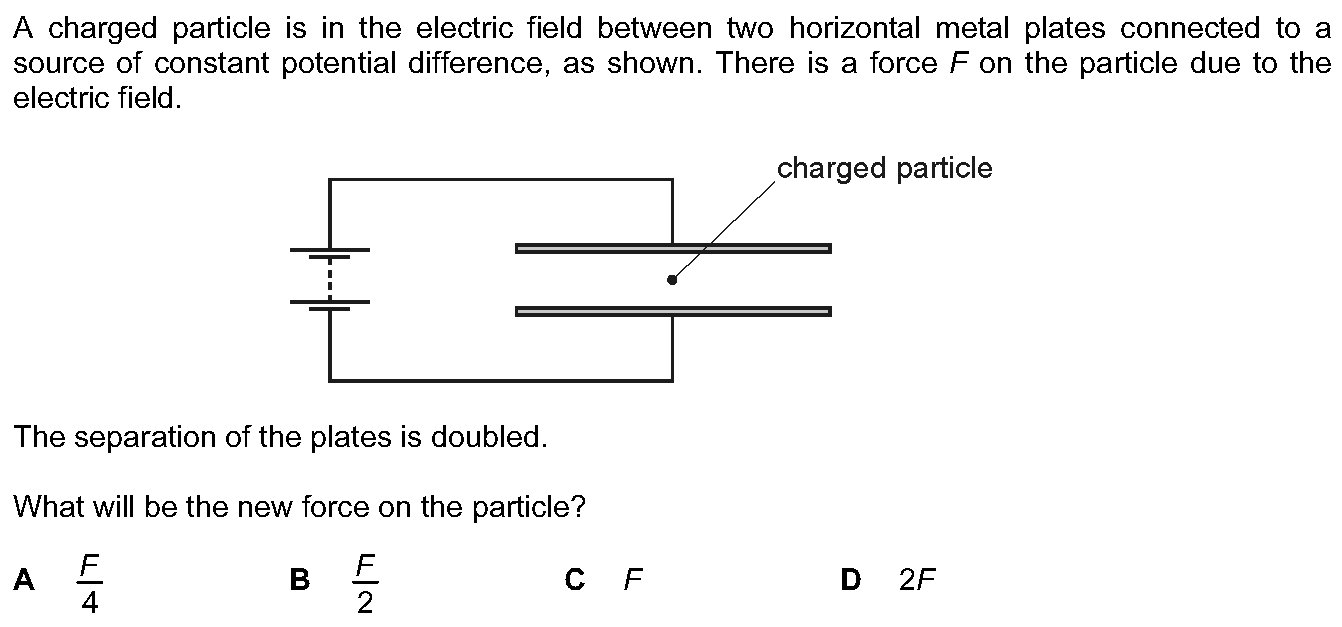 A charged particle is in the electric field between two horizontal metal plates connected to a
source of constant potential difference, as shown. There is a force F on the particle due to the
electric field.
charged particle
The separation of the plates is doubled.
What will be the new force on the particle?
A F/4 B F/2 C F D 2F